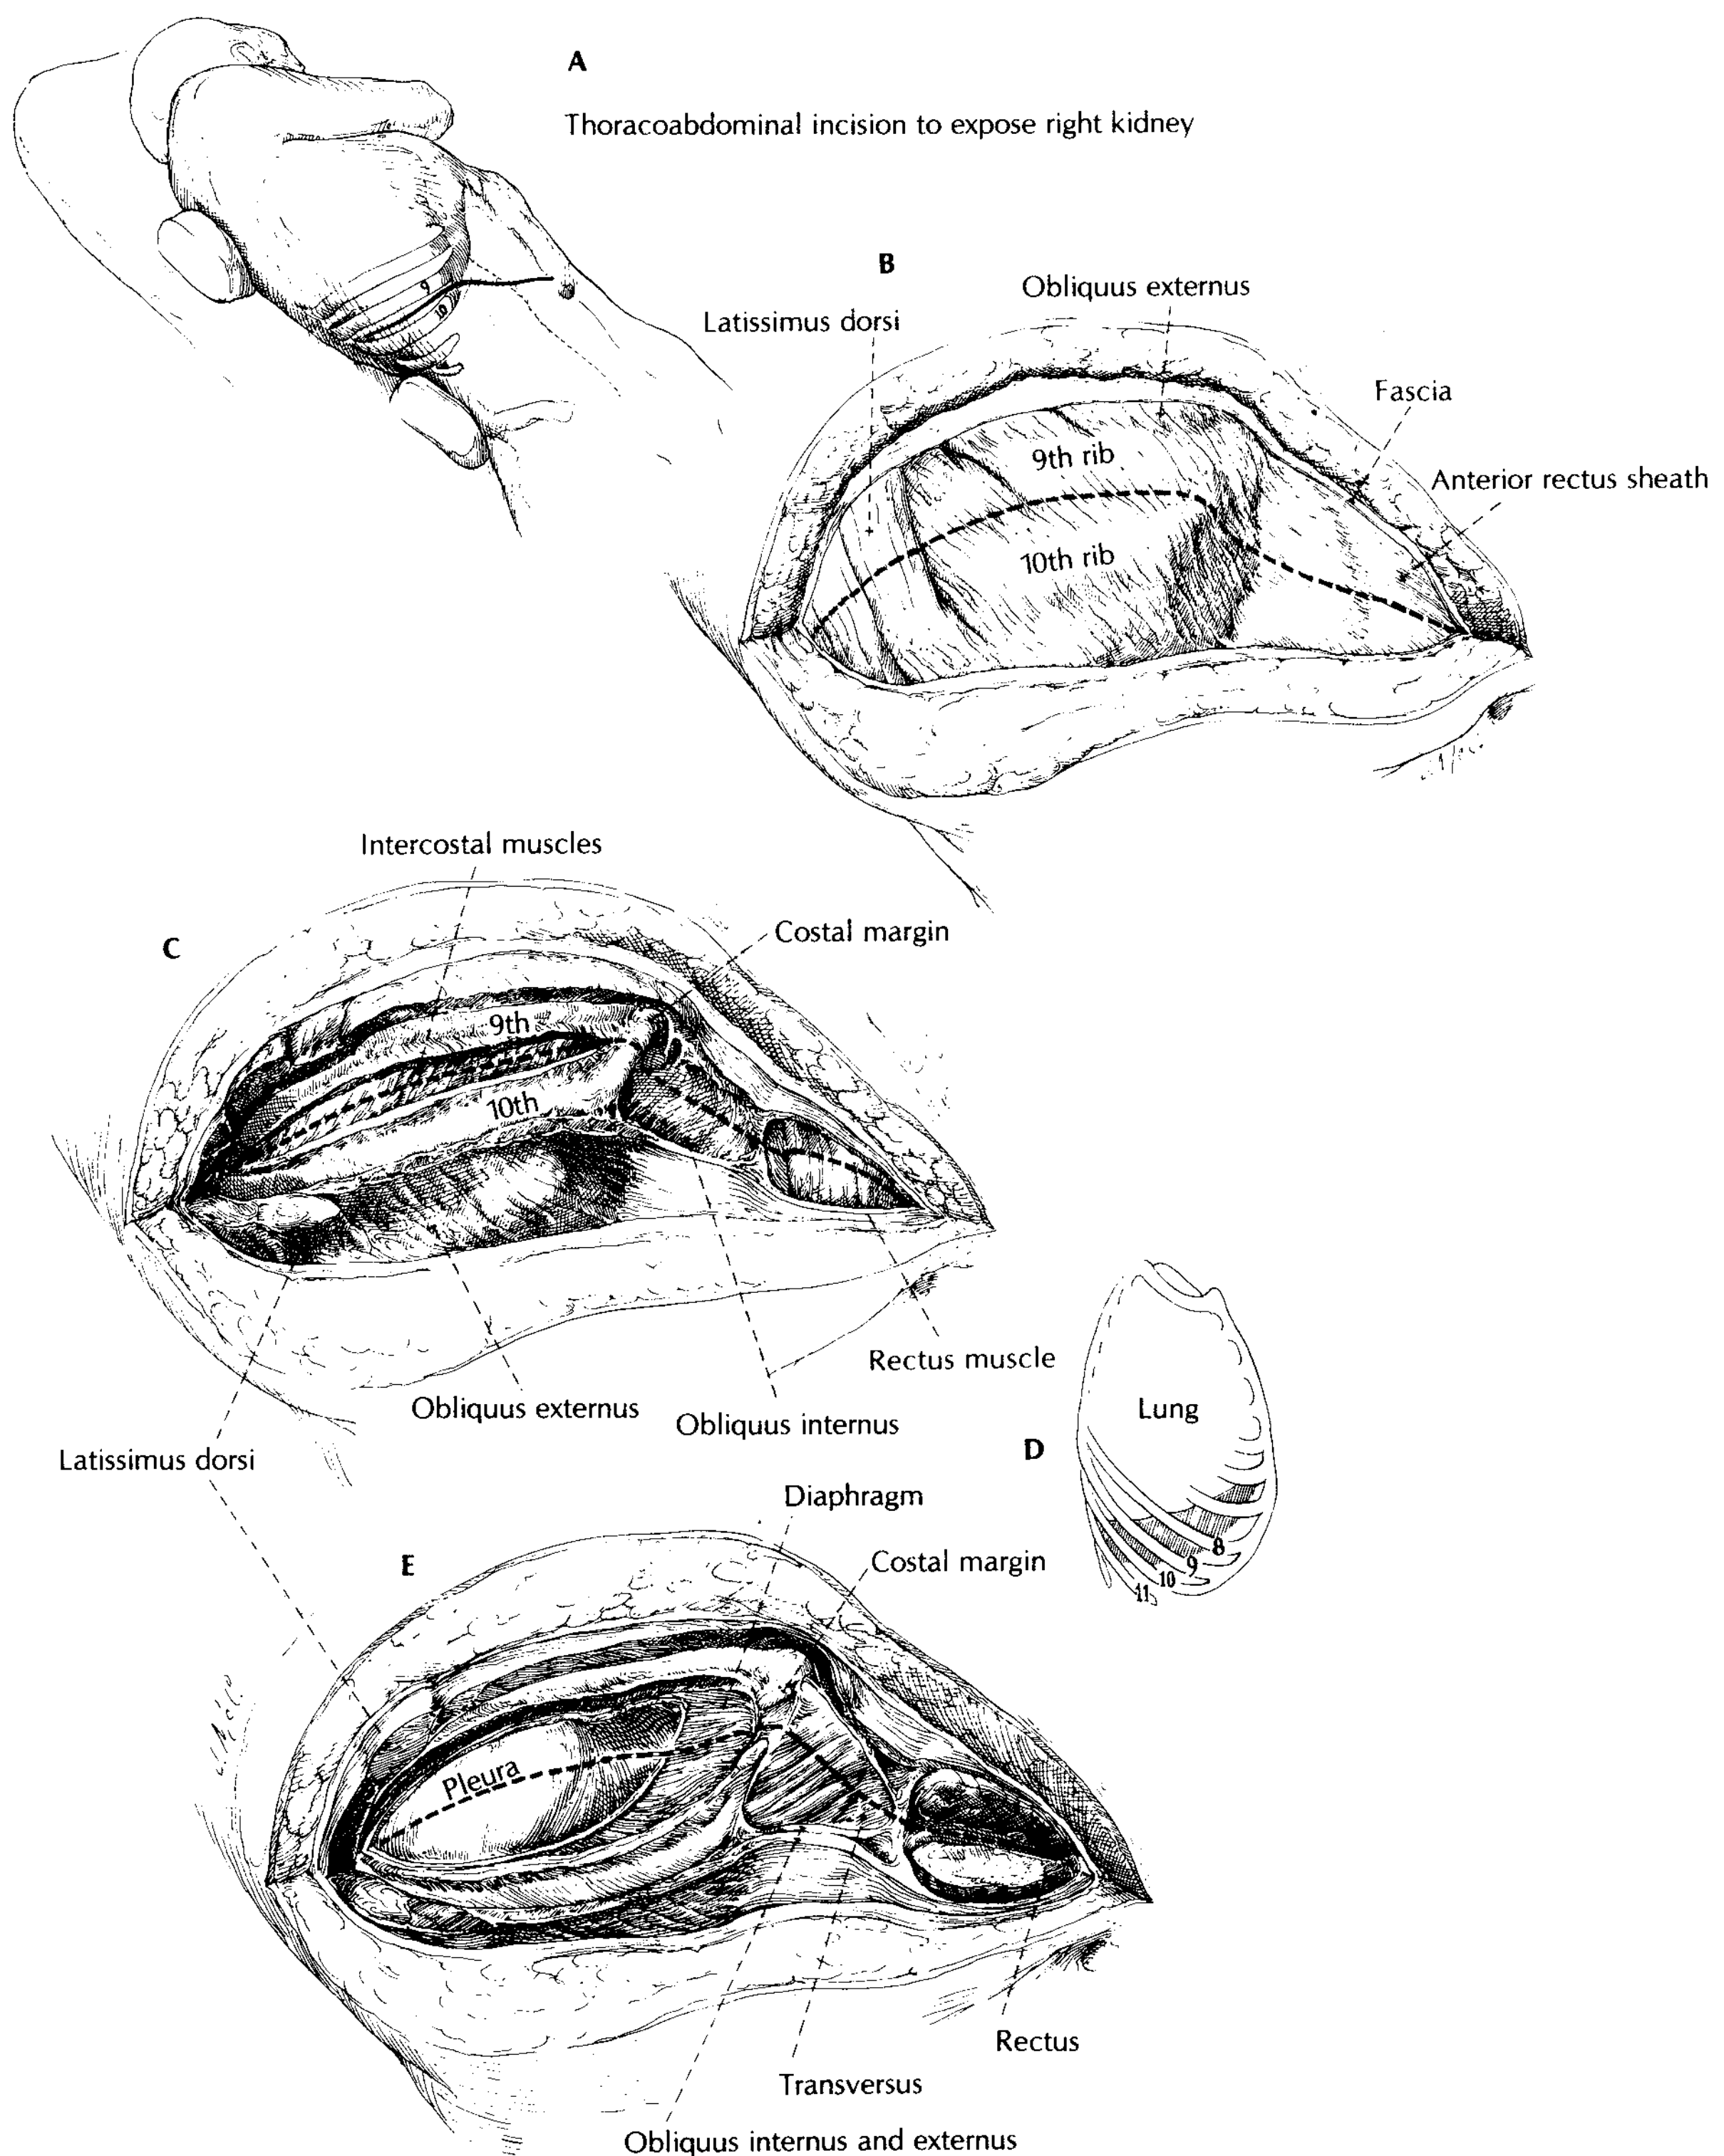 A
Thoracoabdominal incision to expose right kidney
9
10
B
Obliquus externus
Latissimus dorsi
Fascia
9th rib
Anterior rectus sheath
10th rib
Intercostal muscles
C
Costal margin
9th
10th
Rectus muscle
Obliquus externus
Obliquus internus
Latissimus dorsi
Lung
D
8
9
10
11
Diaphragm
E
Costal margin
Pleura
Rectus
Transversus
Obliquus internus and externus